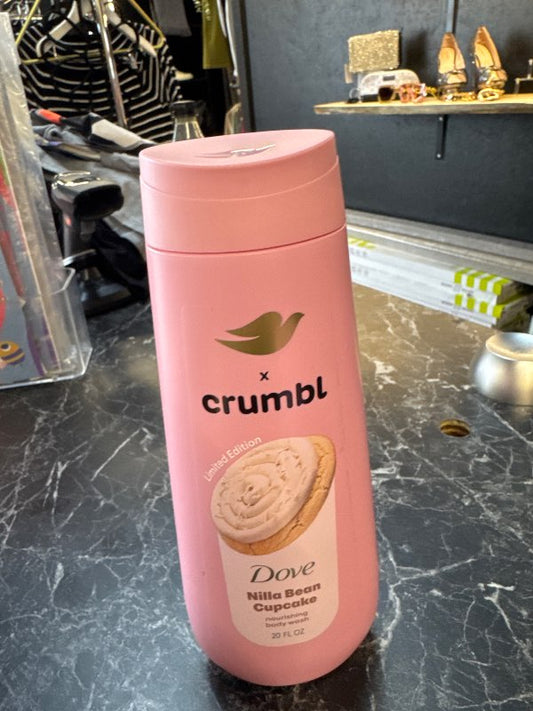 x
crumbl
Limited Edition
Dove
Nilla Bean
Cupcake
nourishing
body wash
20 FL OZ